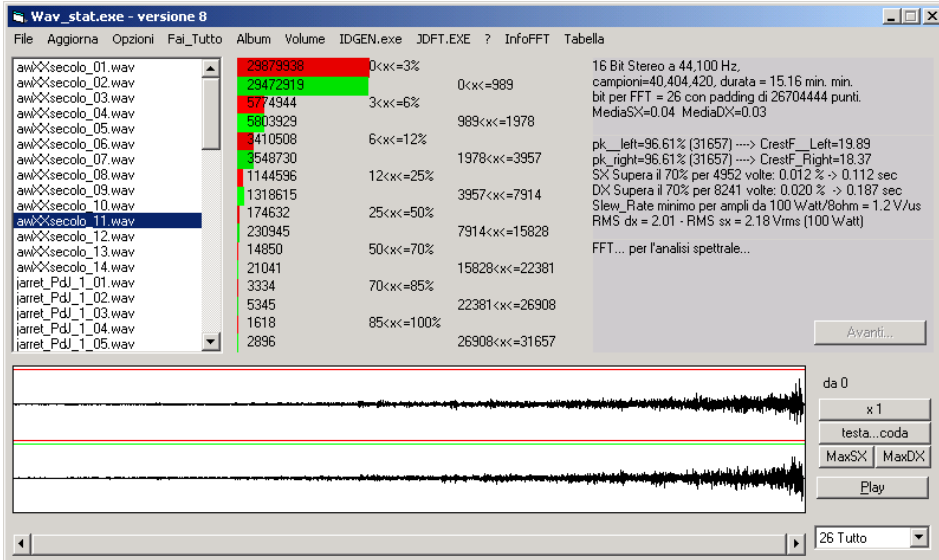 Wav_stat.exe - versione 8
File Aggiorna Opzioni Fai_Tutto Album Volume IDGEN.exe JDFT.EXE ? InfoFFT Tabella
awXXsecolo_01.wav
awXXsecolo_02.wav
awXXsecolo_03.wav
awXXsecolo_04.wav
awXXsecolo_05.wav
awXXsecolo_06.wav
awXXsecolo_07.wav
awXXsecolo_08.wav
awXXsecolo_09.wav
awXXsecolo_10.wav
awXXsecolo_11.wav
awXXsecolo_12.wav
awXXsecolo_13.wav
awXXsecolo_14.wav
jarret_PdJ_1_01.wav
jarret_PdJ_1_02.wav
jarret_PdJ_1_03.wav
jarret_PdJ_1_04.wav
jarret_PdJ_1_05.wav
29879938 0<x<=3%
29472919 0<x<=989
5774944 3<x<=6%
5803929 989<x<=1978
3410508 6<x<=12%
3548730 1978<x<=3957
1144596 12<x<=25%
1318615 3957<x<=7914
174632 25<x<=50%
230945 7914<x<=15828
14850 50<x<=70%
21041 15828<x<=22381
3334 70<x<=85%
5345 22381<x<=26908
1618 85<x<=100%
2896 26908<x<=31657
16 Bit Stereo a 44,100 Hz,
campioni=40,404,420, durata = 15.16 min. min.
bit per FFT = 26 con padding di 26704444 punti.
MediaSX=0.04 MediaDX=0.03
pk__left=96.61% (31657) ----> CrestF__Left=19.89
pk_right=96.61% (31657) ----> CrestF_Right=18.37
SX Supera il 70% per 4952 volte: 0.012 % -> 0.112 sec
DX Supera il 70% per 8241 volte: 0.020 % -> 0.187 sec
Slew_Rate minimo per ampli da 100 Watt/8ohm = 1.2 V/us
RMS dx = 2.01 - RMS sx = 2.18 Vrms (100 Watt)
FFT... per l'analisi spettrale...
Avanti...
da 0
x 1
testa...coda
MaxSX MaxDX
Play
26 Tutto